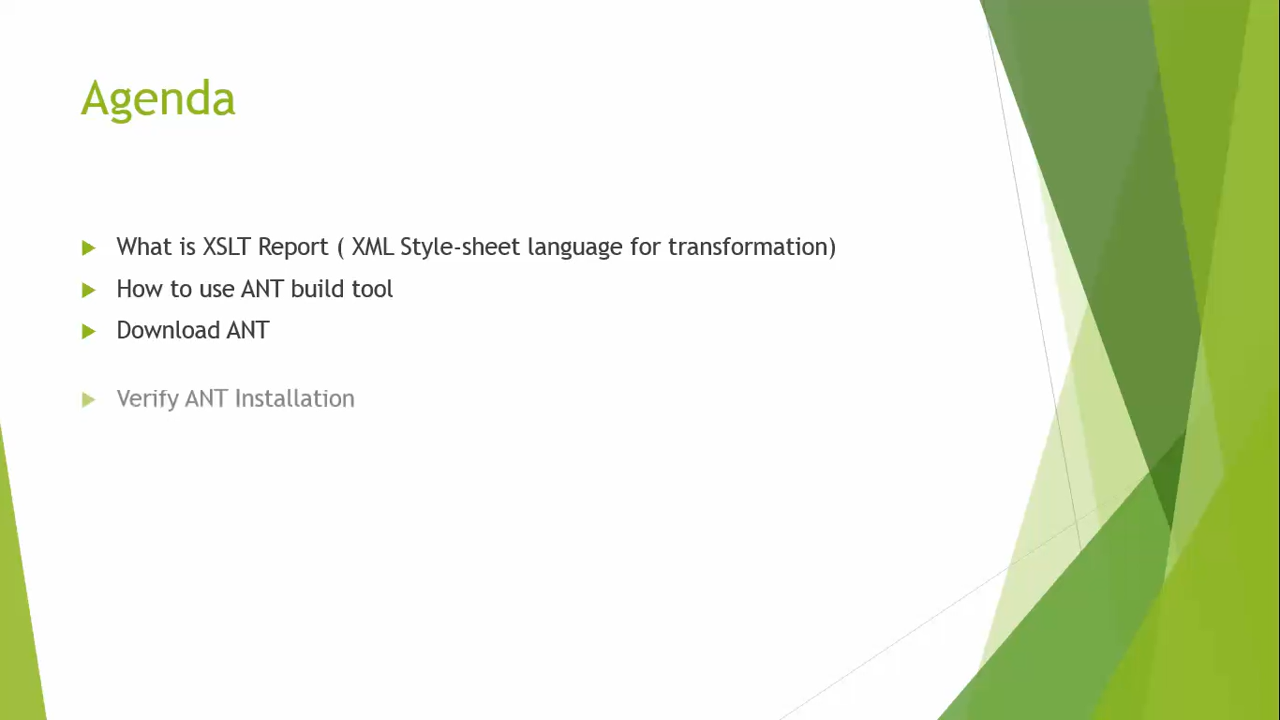 Agenda
What is XSLT Report ( XML Style-sheet language for transformation)
How to use ANT build tool
Download ANT
Verify ANT Installation